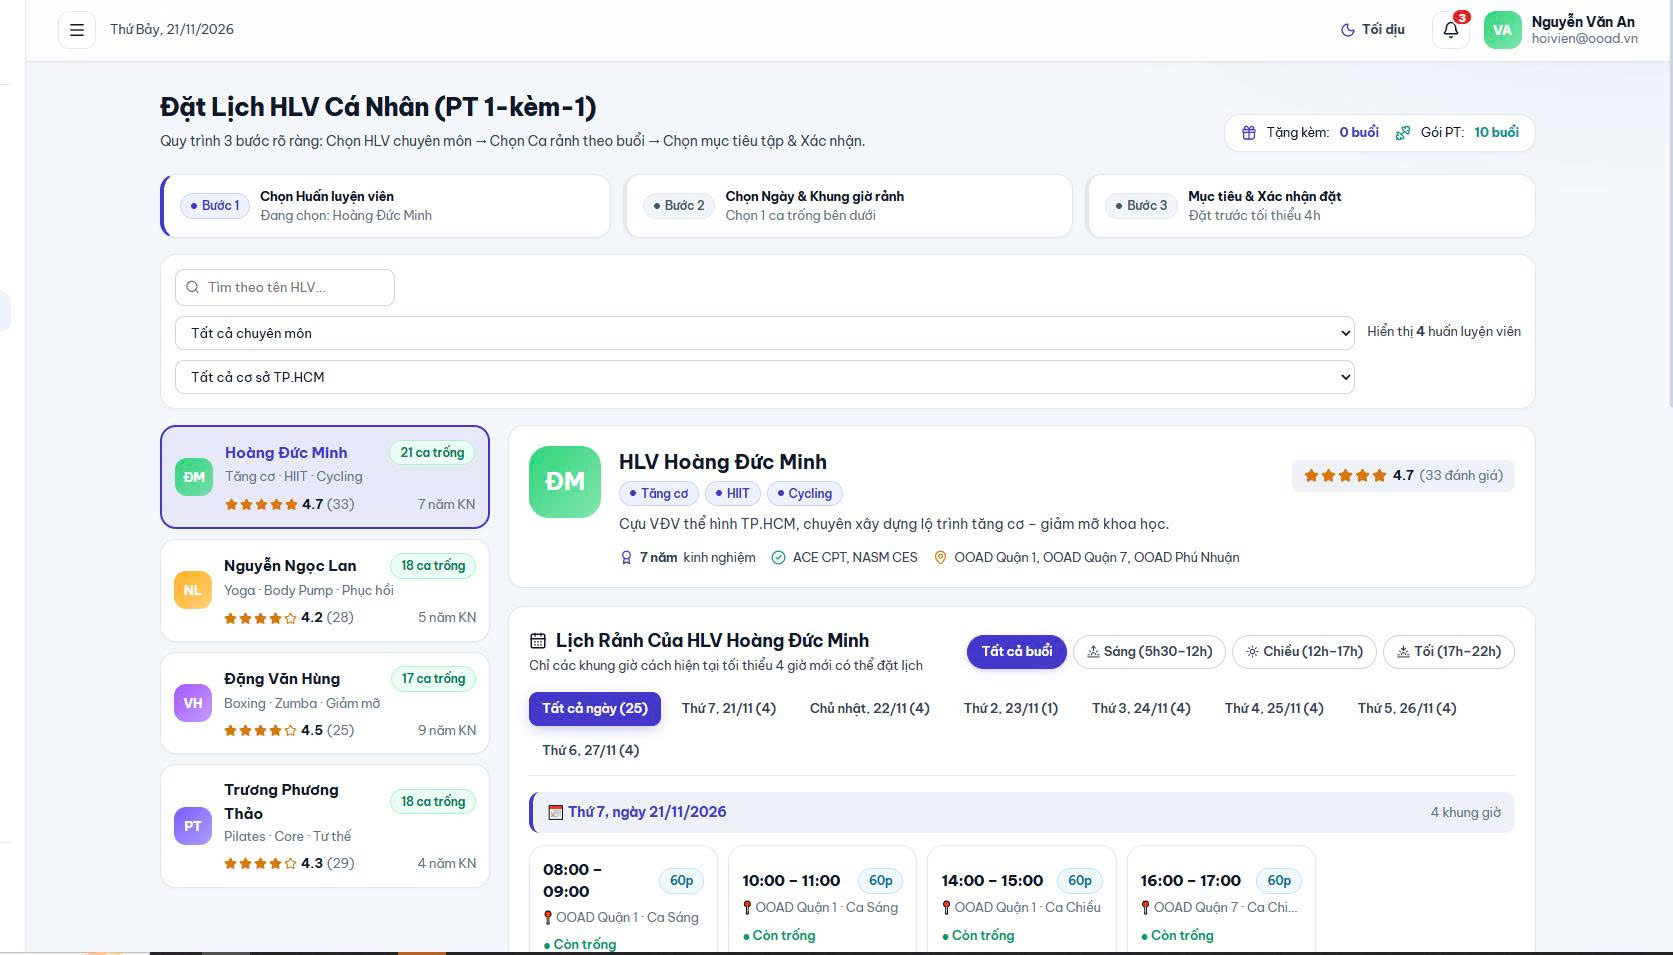 Thứ Bảy, 21/11/2026
Tối dịu
3
VA
Nguyễn Văn An
hoivien@ooad.vn
Đặt Lịch HLV Cá Nhân (PT 1-kèm-1)
Quy trình 3 bước rõ ràng: Chọn HLV chuyên môn → Chọn Ca rảnh theo buổi → Chọn mục tiêu tập & Xác nhận.
Tặng kèm: 0 buổi Gói PT: 10 buổi
Bước 1
Chọn Huấn luyện viên
Đang chọn: Hoàng Đức Minh
Bước 2
Chọn Ngày & Khung giờ rảnh
Chọn 1 ca trống bên dưới
Bước 3
Mục tiêu & Xác nhận đặt
Đặt trước tối thiểu 4h
Tìm theo tên HLV...
Tất cả chuyên môn
Hiển thị 4 huấn luyện viên
Tất cả cơ sở TP.HCM
ĐM
Hoàng Đức Minh
21 ca trống
Tăng cơ · HIIT · Cycling
4.7 (33)
7 năm KN
NL
Nguyễn Ngọc Lan
18 ca trống
Yoga · Body Pump · Phục hồi
4.2 (28)
5 năm KN
VH
Đặng Văn Hùng
17 ca trống
Boxing · Zumba · Giảm mỡ
4.5 (25)
9 năm KN
PT
Trương Phương
Thảo
18 ca trống
Pilates · Core · Tư thế
4.3 (29)
4 năm KN
ĐM
HLV Hoàng Đức Minh
Tăng cơ
HIIT
Cycling
4.7 (33 đánh giá)
Cựu VĐV thể hình TP.HCM, chuyên xây dựng lộ trình tăng cơ – giảm mỡ khoa học.
7 năm kinh nghiệm
ACE CPT, NASM CES
OOAD Quận 1, OOAD Quận 7, OOAD Phú Nhuận
Lịch Rảnh Của HLV Hoàng Đức Minh
Chỉ các khung giờ cách hiện tại tối thiểu 4 giờ mới có thể đặt lịch
Tất cả buổi
Sáng (5h30–12h)
Chiều (12h–17h)
Tối (17h–22h)
Tất cả ngày (25)
Thứ 7, 21/11 (4)
Chủ nhật, 22/11 (4)
Thứ 2, 23/11 (1)
Thứ 3, 24/11 (4)
Thứ 4, 25/11 (4)
Thứ 5, 26/11 (4)
Thứ 6, 27/11 (4)
Thứ 7, ngày 21/11/2026
4 khung giờ
08:00 –
09:00
60p
OOAD Quận 1 · Ca Sáng
Còn trống
10:00 – 11:00
60p
OOAD Quận 1 · Ca Sáng
Còn trống
14:00 – 15:00
60p
OOAD Quận 1 · Ca Chiều
Còn trống
16:00 – 17:00
60p
OOAD Quận 7 · Ca Chi...
Còn trống